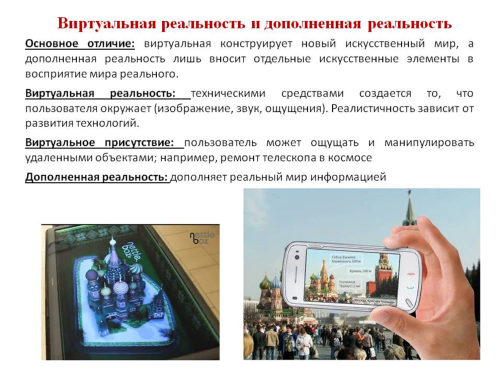 Виртуальная реальность и дополненная реальность
Основное отличие: виртуальная конструирует новый искусственный мир, а
дополненная реальность лишь вносит отдельные искусственные элементы в
восприятие мира реального.
Виртуальная реальность: техническими средствами создается то, что
пользователя окружает (изображение, звук, ощущения). Реалистичность зависит от
развития технологий.
Виртуальное присутствие: пользователь может ощущать и манипулировать
удаленными объектами; например, ремонт телескопа в космосе
Дополненная реальность: дополняет реальный мир информацией
nettle
box